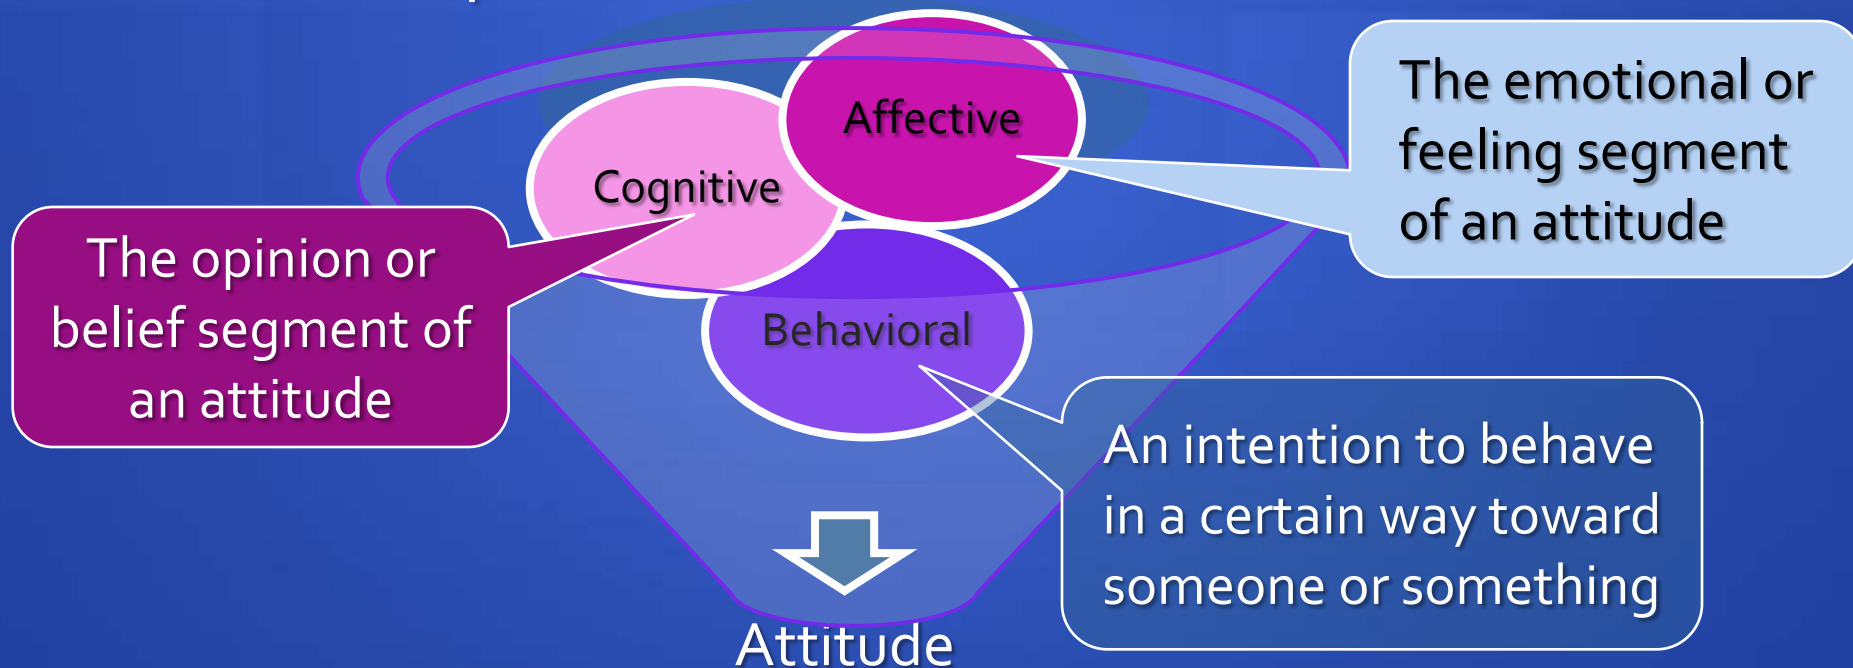 Affective
The emotional or
feeling segment
of an attitude
Cognitive
The opinion or
belief segment of
an attitude
Behavioral
An intention to behave
in a certain way toward
someone or something
Attitude